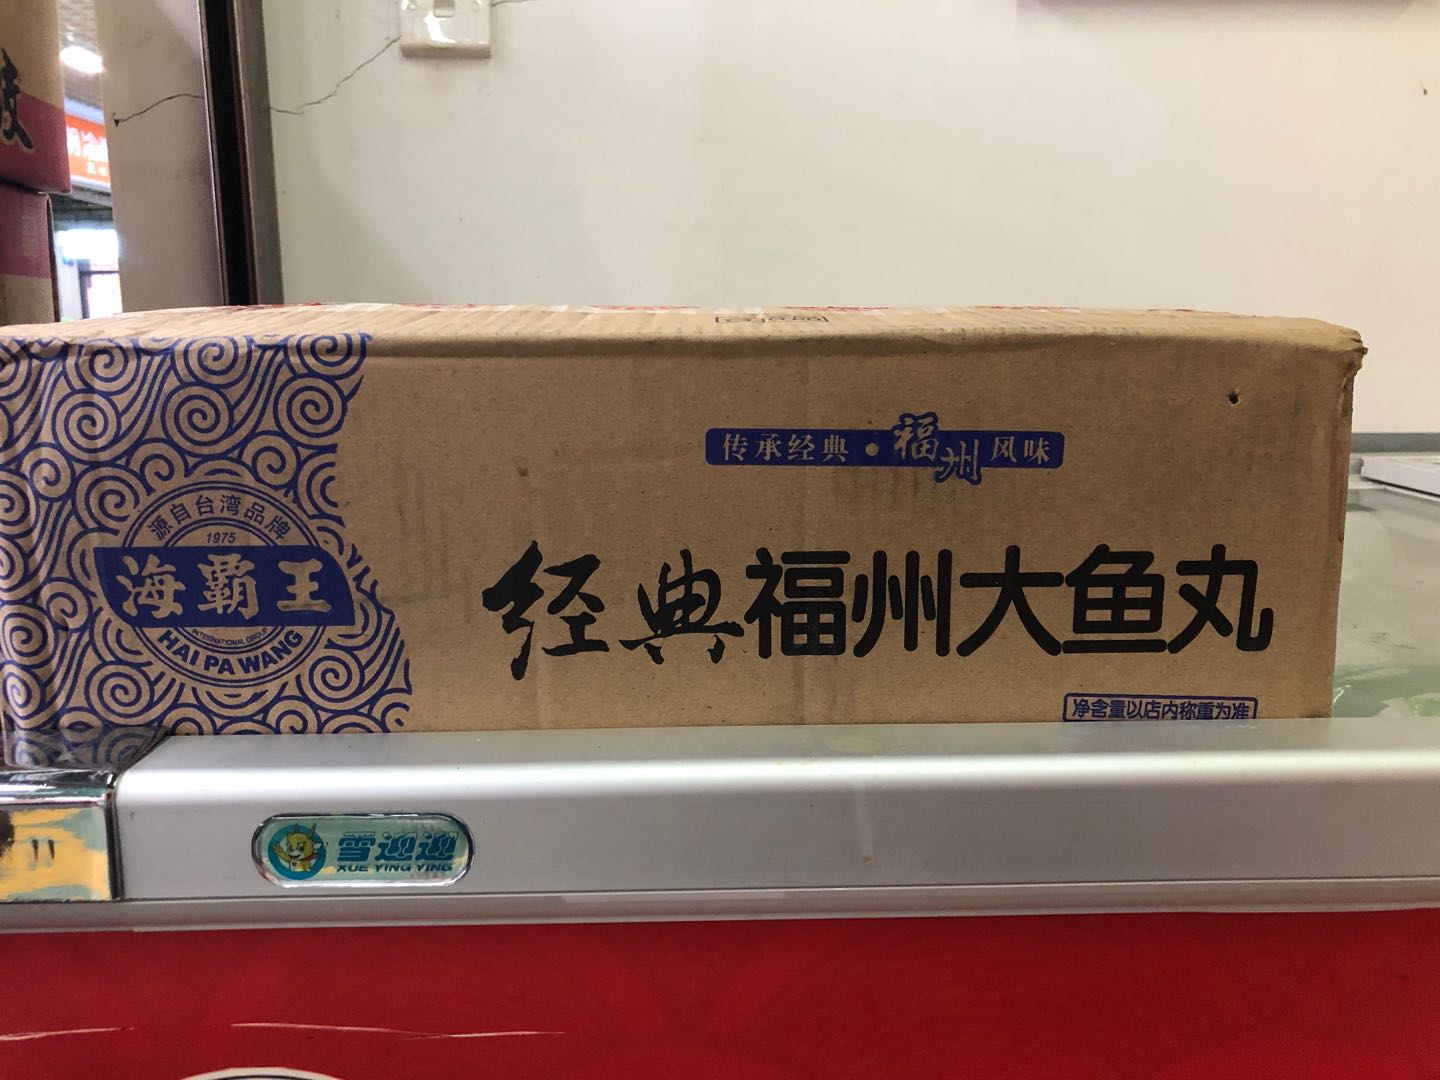 传承经典·福州风味
源自台湾品牌
1975
海霸王
INTERNATIONAL GROUP
HAI PA WANG
经典福州大鱼丸
净含量以店内称重为准
雪迎迎
XUE YING YING